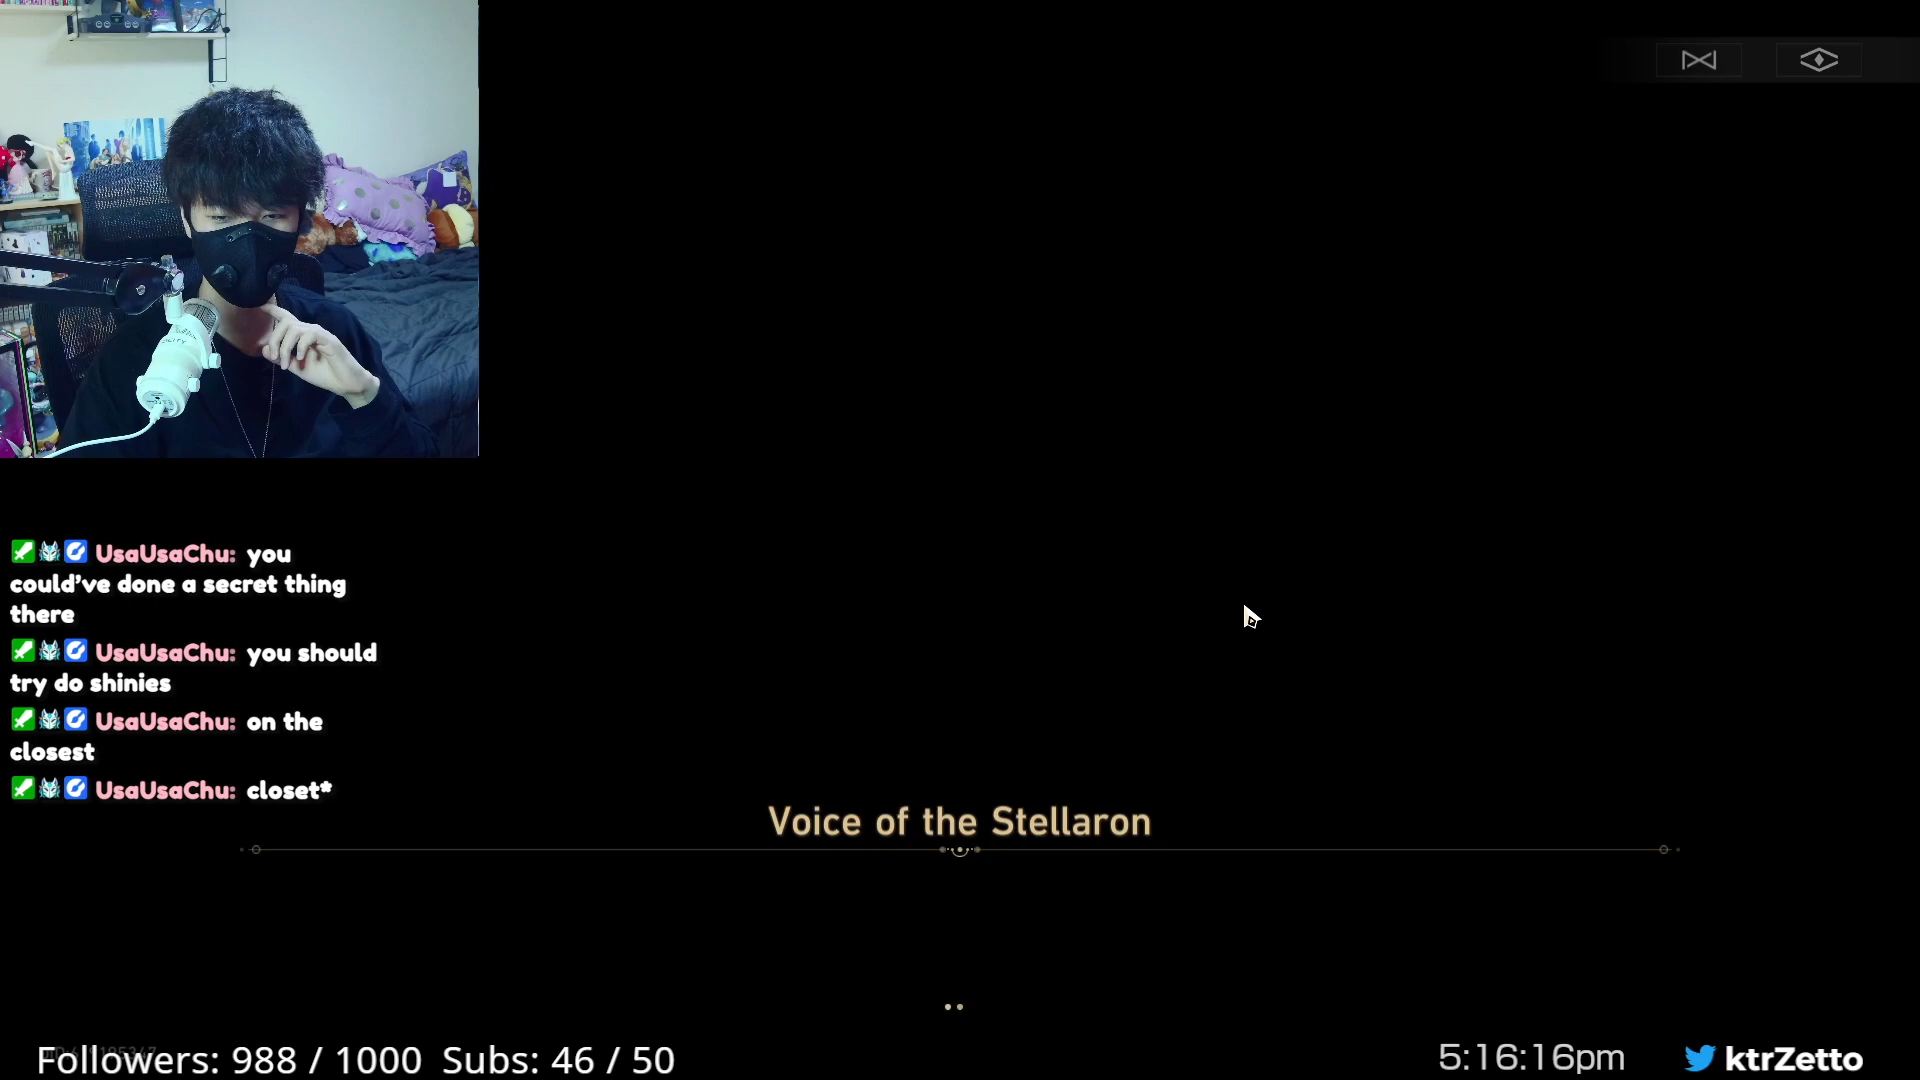 UsaUsaChu: you
could've done a secret thing
there
UsaUsaChu: you should
try do shinies
UsaUsaChu: on the
closest
UsaUsaChu: closet*
Voice of the Stellaron
Followers: 988 / 1000 Subs: 46 / 50
5:16:16pm
ktrZetto